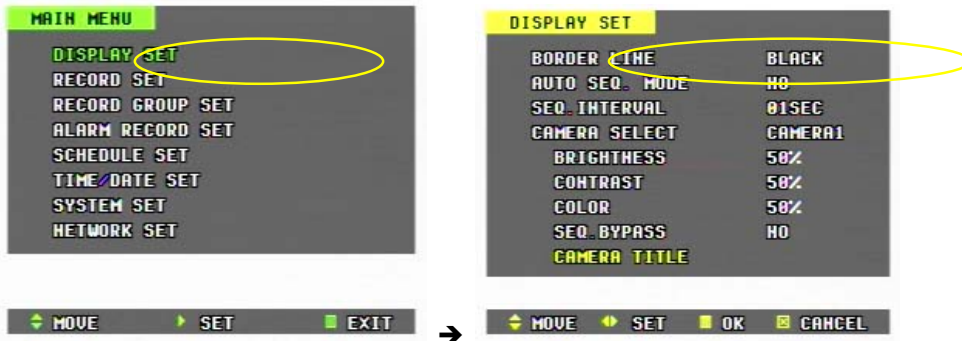 MAIN MENU
DISPLAY SET
RECORD SET
RECORD GROUP SET
ALARM RECORD SET
SCHEDULE SET
TIME/DATE SET
SYSTEM SET
NETWORK SET
MOVE SET EXIT
➔
DISPLAY SET
BORDER LINE BLACK
AUTO SEQ. MODE NO
SEQ.INTERVAL 01SEC
CAMERA SELECT CAMERA1
BRIGHTNESS 50%
CONTRAST 50%
COLOR 50%
SEQ.BYPASS NO
CAMERA TITLE
MOVE SET OK CANCEL